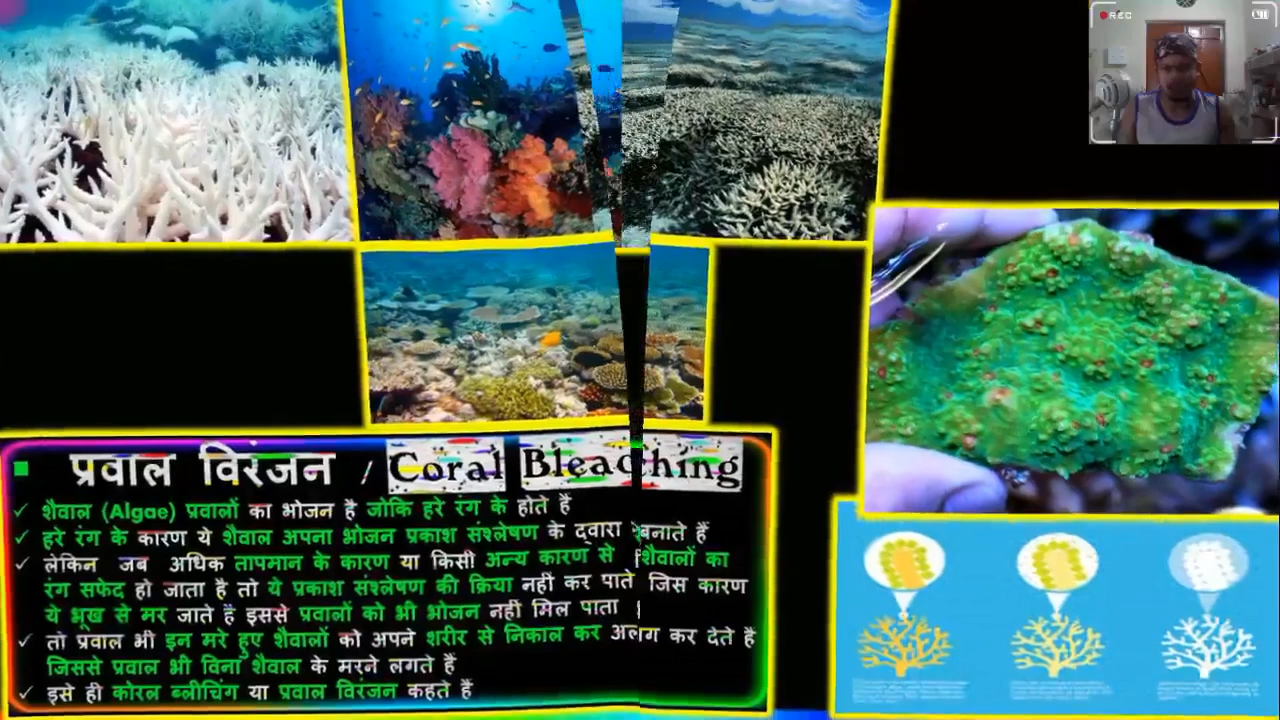 REC
प्रवाल विरंजन / Coral Bleaching
शैवाल (Algae) प्रवालों का भोजन है जोकि हरे रंग के होते हैं
हरे रंग के कारण ये शैवाल अपना भोजन प्रकाश संश्लेषण के दवारा बनाते हैं
लेकिन जब अधिक तापमान के कारण या किसी अन्य कारण से शैवालों का
रंग सफेद हो जाता है तो ये प्रकाश संश्लेषण की क्रिया नहीं कर पाते जिस कारण
ये भूख से मर जाते है इससे प्रवालों को भी भोजन नहीं मिल पाता
तो प्रवाल भी इन मरे हुए शैवालों को अपने शरीर से निकाल कर अलग कर देते है
जिससे प्रवाल भी विना शैवाल के मरने लगते हैं
इसे ही कोरल ब्लीचिंग या प्रवाल विरंजन कहते हैं